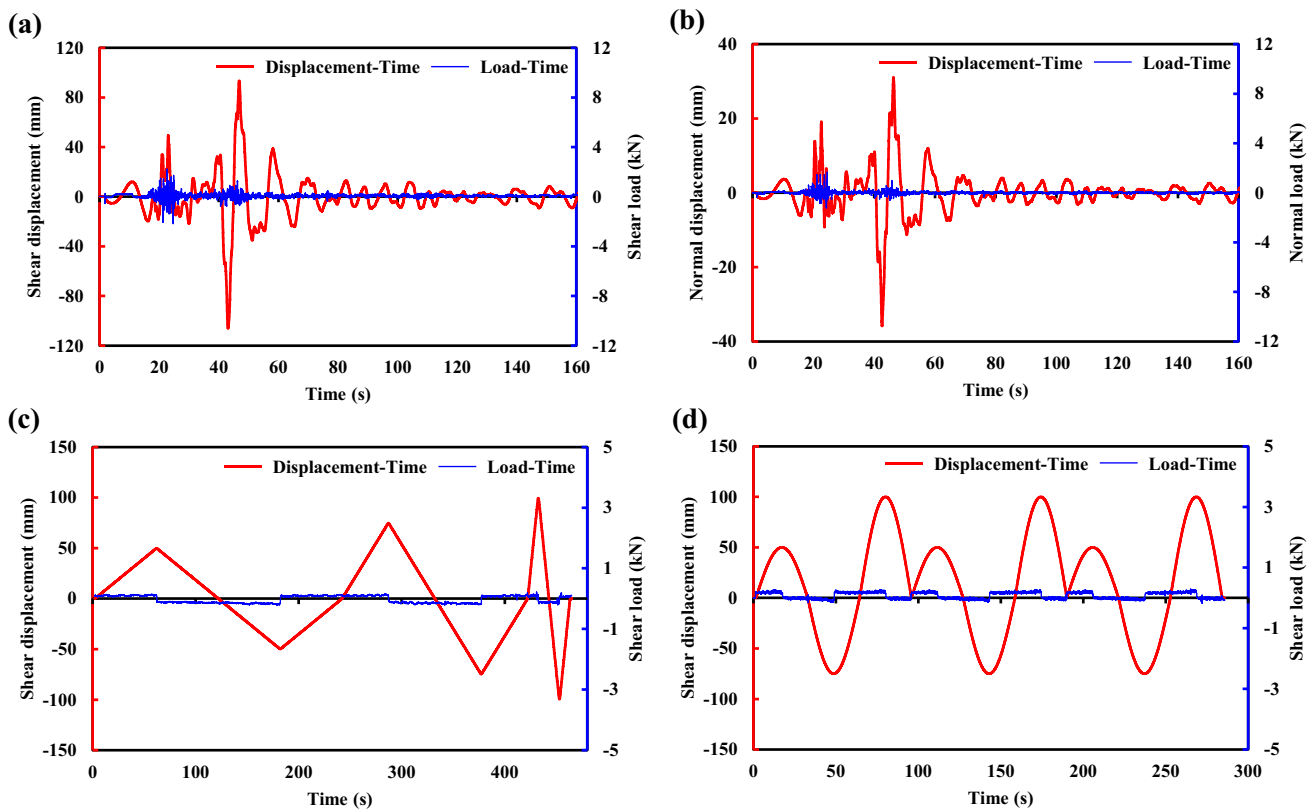 (a)
120
80
40
0
-40
-80
-120
Shear displacement (mm)
Displacement-Time
Load-Time
12
8
4
0
-4
-8
-12
Shear load (kN)
0 20 40 60 80 100 120 140 160
Time (s)
(b)
40
20
0
-20
-40
Normal displacement (mm)
Displacement-Time
Load-Time
12
8
4
0
-4
-8
-12
Normal load (kN)
0 20 40 60 80 100 120 140 160
Time (s)
(c)
150
100
50
0
-50
-100
-150
Shear displacement (mm)
Displacement-Time
Load-Time
5
3
1
-1
-3
-5
Shear load (kN)
0 100 200 300 400
Time (s)
(d)
150
100
50
0
-50
-100
-150
Shear displacement (mm)
Displacement-Time
Load-Time
5
3
1
-1
-3
-5
Shear load (kN)
0 50 100 150 200 250 300
Time (s)